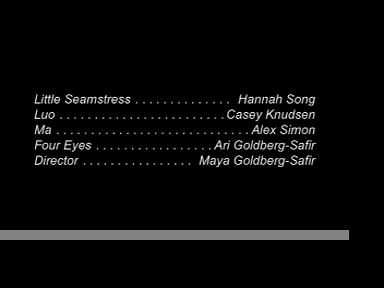 Little Seamstress . . . . . . . . . . . . . . Hannah Song
Luo . . . . . . . . . . . . . . . . . . . . . . . . Casey Knudsen
Ma . . . . . . . . . . . . . . . . . . . . . . . . . . . . Alex Simon
Four Eyes . . . . . . . . . . . . . . . . . Ari Goldberg-Safir
Director . . . . . . . . . . . . . . . . Maya Goldberg-Safir